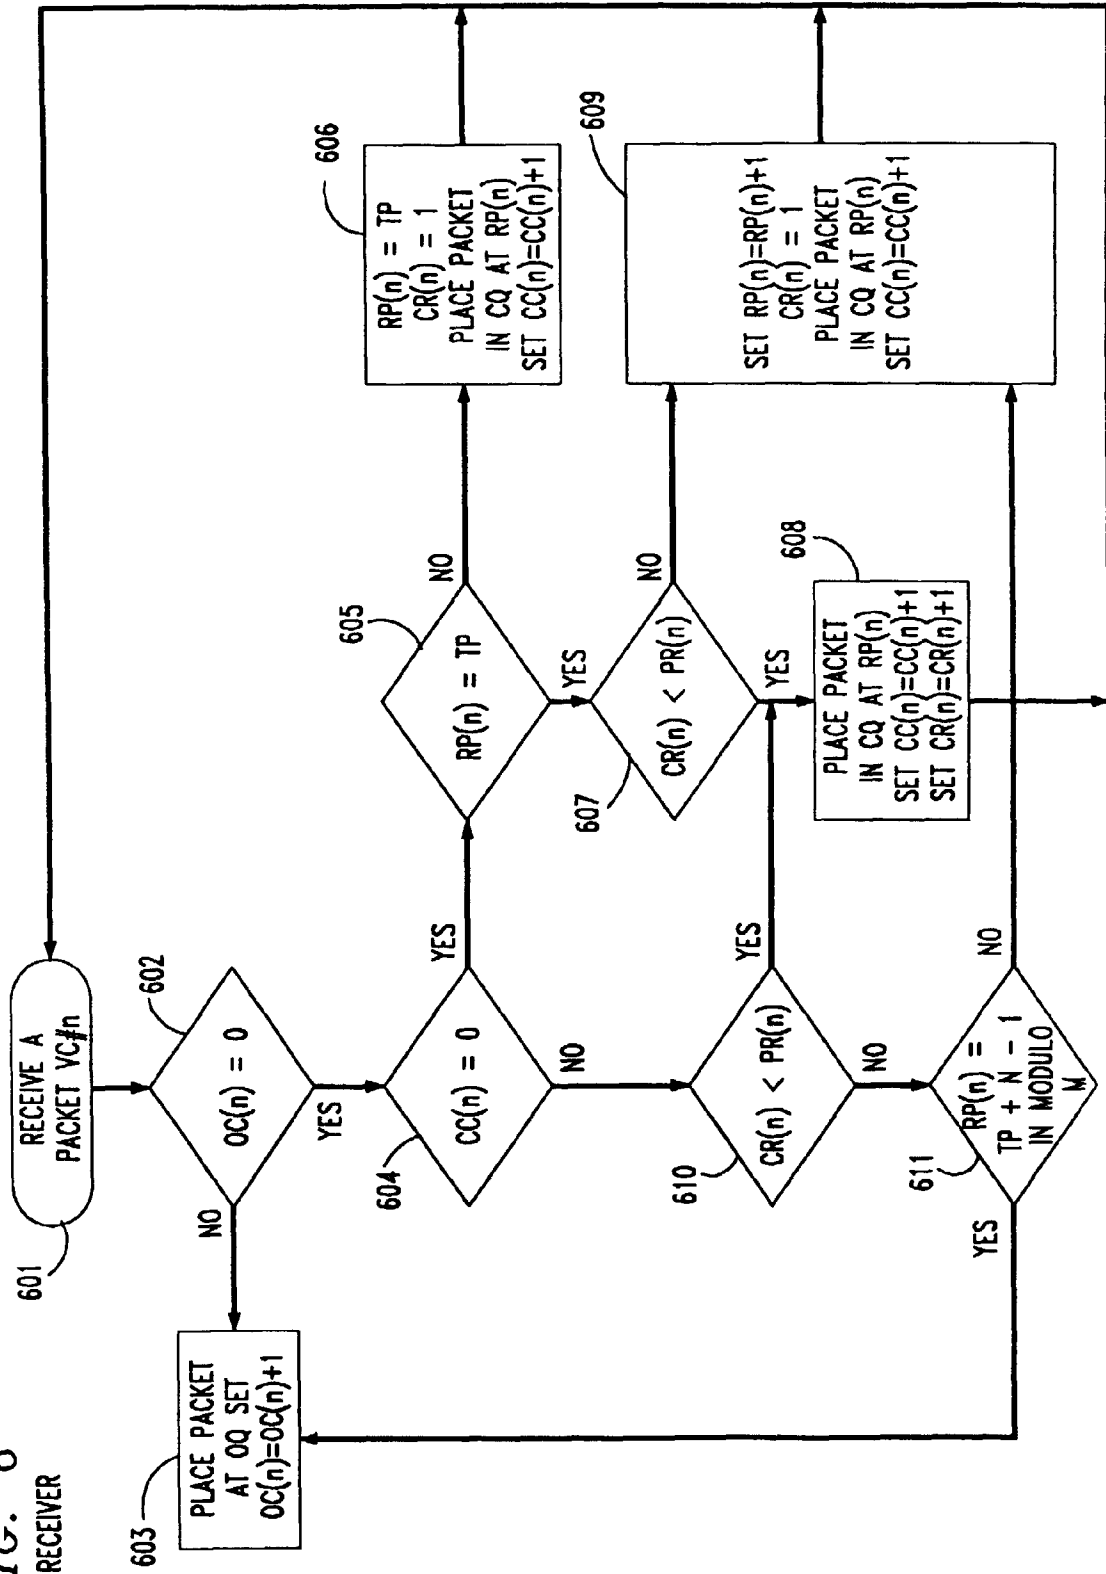 FIG. 6
RECEIVER
601
RECEIVE A
PACKET VC#n
602
OC(n) = 0
NO
YES
603
PLACE PACKET
AT OQ SET
OC(n)=OC(n)+1
604
CC(n) = 0
YES
NO
605
RP(n) = TP
NO
YES
606
RP(n) = TP
CR(n) = 1
PLACE PACKET
IN CQ AT RP(n)
SET CC(n)=CC(n)+1
607
CR(n) < PR(n)
NO
YES
608
PLACE PACKET
IN CQ AT RP(n)
SET CC(n)=CC(n)+1
SET CR(n)=CR(n)+1
609
SET RP(n)=RP(n)+1
CR(n) = 1
PLACE PACKET
IN CQ AT RP(n)
SET CC(n)=CC(n)+1
610
CR(n) < PR(n)
YES
NO
611
RP(n) =
TP + N - 1
IN MODULO
M
NO
YES